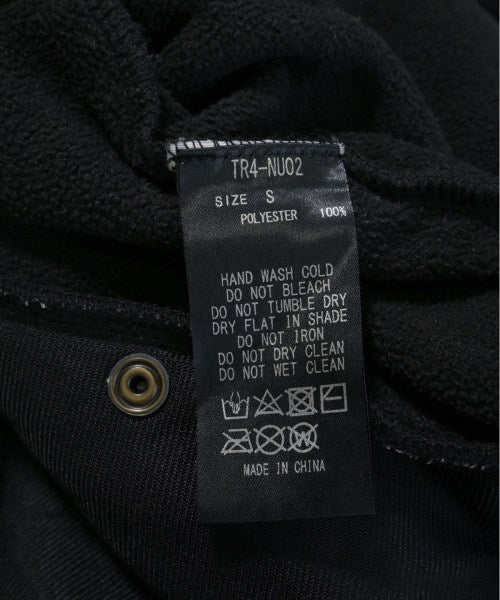 TR4-NU02
SIZE S
POLYESTER 100%
HAND WASH COLD
DO NOT BLEACH
DO NOT TUMBLE DRY
DRY FLAT IN SHADE
DO NOT IRON
DO NOT DRY CLEAN
DO NOT WET CLEAN
W
MADE IN CHINA